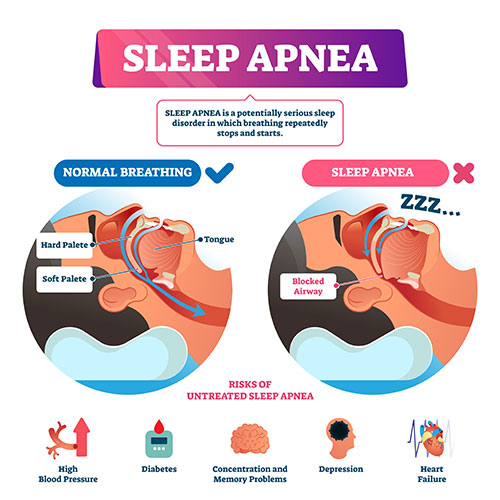 SLEEP APNEA
SLEEP APNEA is a potentially serious sleep
disorder in which breathing repeatedly
stops and starts.
NORMAL BREATHING
SLEEP APNEA
ZZZ...
Hard Palete
Tongue
Soft Palete
Blocked
Airway
RISKS OF
UNTREATED SLEEP APNEA
High
Blood Pressure
Diabetes
Concentration and
Memory Problems
Depression
Heart
Failure